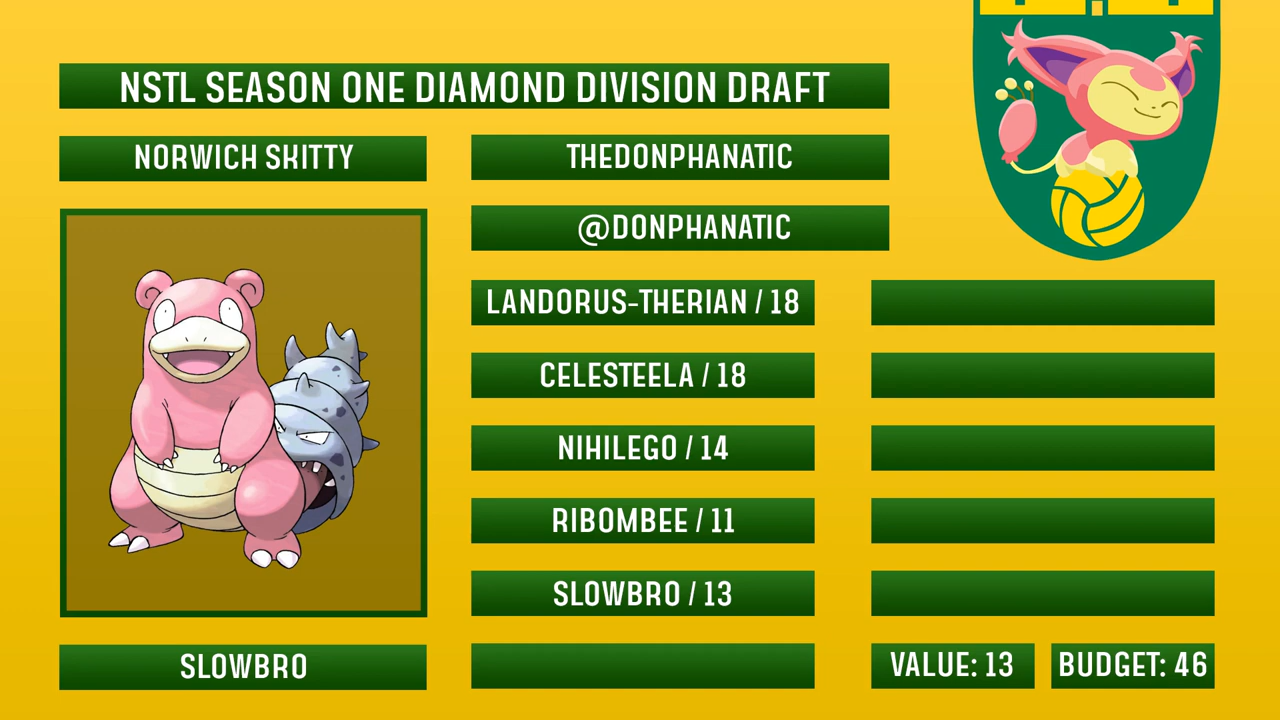 NSTL SEASON ONE DIAMOND DIVISION DRAFT
NORWICH SKITTY
THEDONPHANATIC
@DONPHANATIC
LANDORUS-THERIAN / 18
CELESTEELA / 18
NIHILEGO / 14
RIBOMBEE / 11
SLOWBRO / 13
SLOWBRO
VALUE: 13
BUDGET: 46